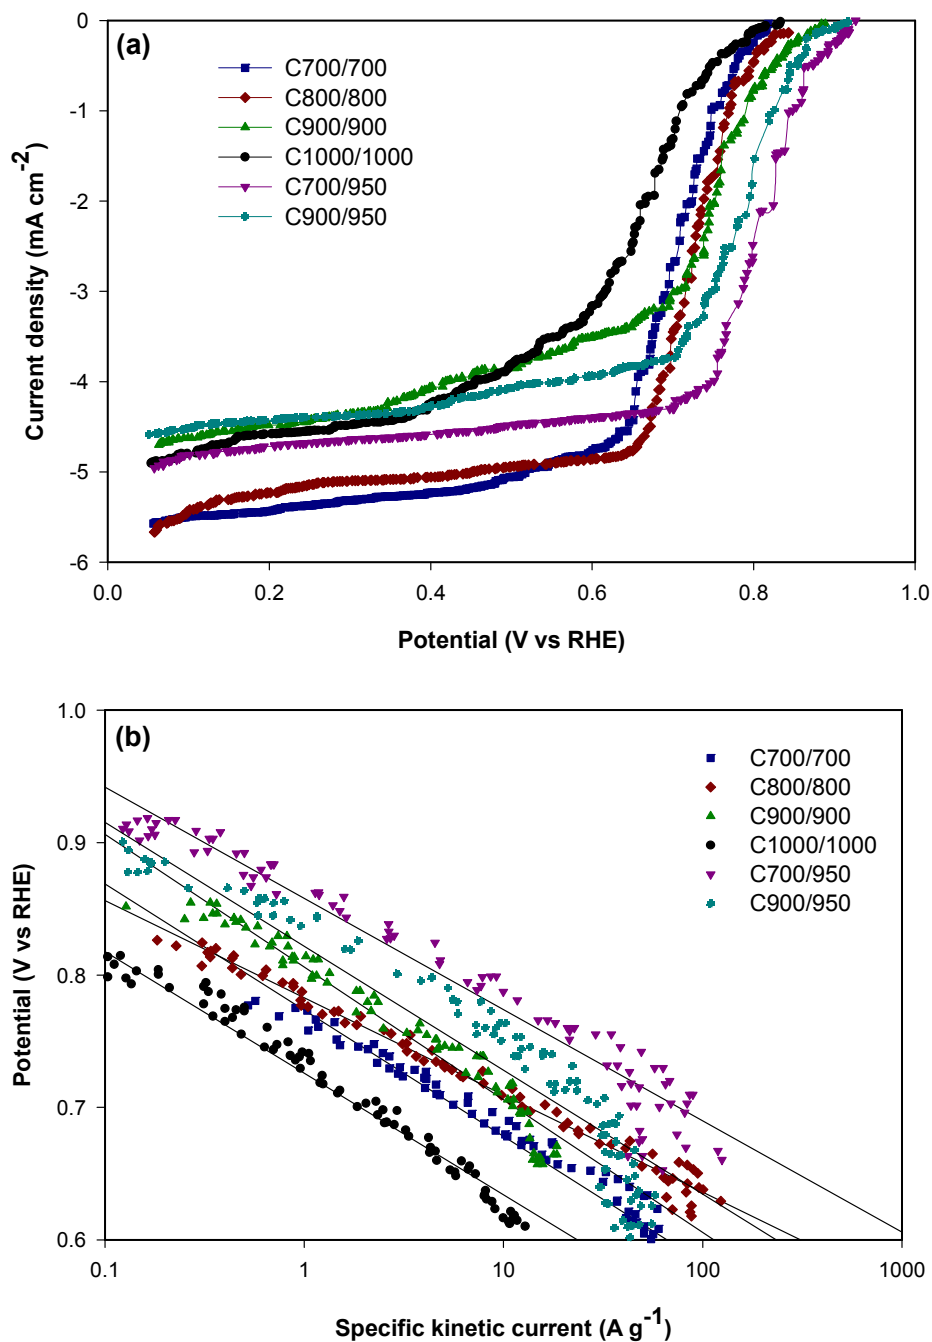 (a)
0
-1
-2
-3
-4
-5
-6
Current density (mA cm-2)
C700/700
C800/800
C900/900
C1000/1000
C700/950
C900/950
0.0 0.2 0.4 0.6 0.8 1.0
Potential (V vs RHE)
(b)
1.0
0.9
0.8
0.7
0.6
Potential (V vs RHE)
C700/700
C800/800
C900/900
C1000/1000
C700/950
C900/950
0.1 1 10 100 1000
Specific kinetic current (A g-1)